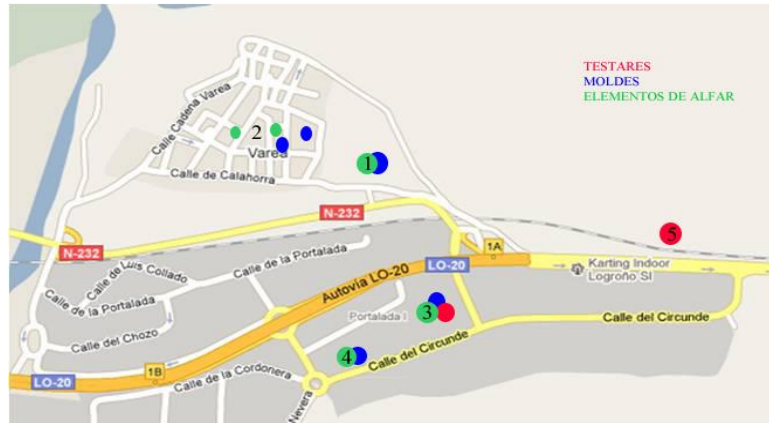 TESTARES
MOLDES
ELEMENTOS DE ALFAR
Calle Cadena Varea
2
Varea
1
Calle de Calahorra
N-232
5
N-232
1A
Calle de Luis Collado
Calle de la Portalada
LO-20
Karting Indoor
Logroño Sl
Autovía LO-20
Calle de la Portalada
Portalada I
3
Calle del Circunde
Calle del Chozo
4
Calle del Circunde
1B
LO-20
Calle de la Cordonera
Nevera